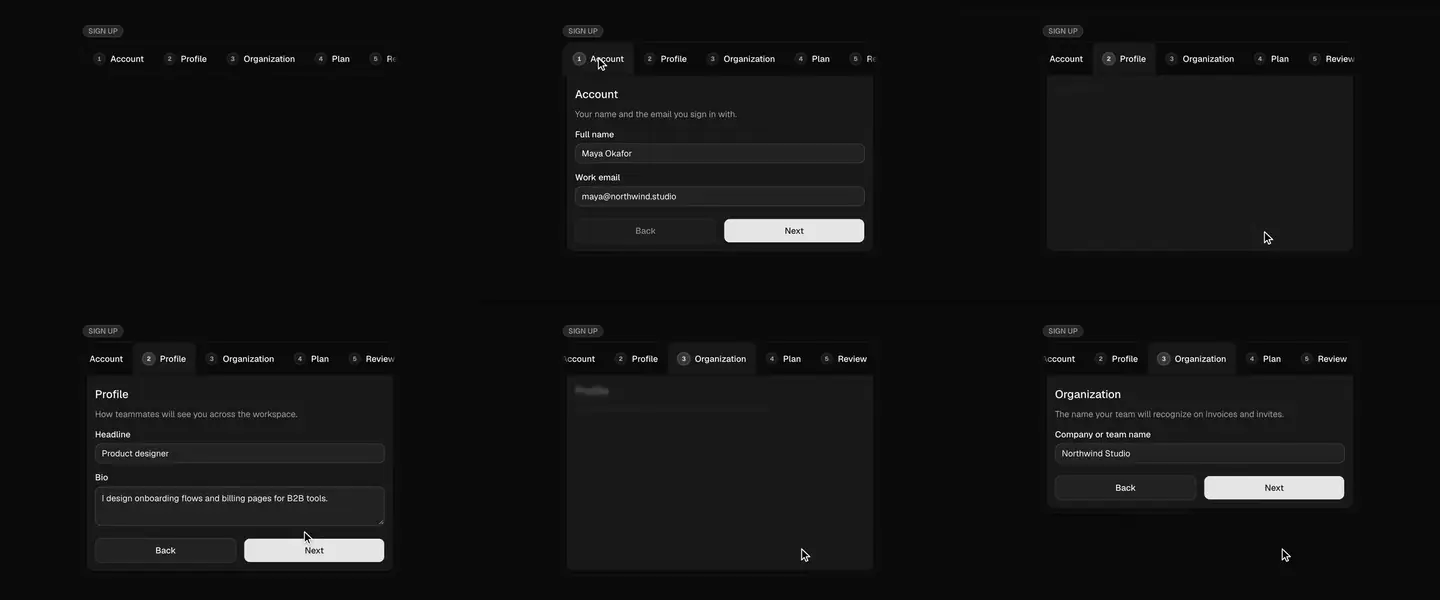 SIGN UP
1 Account 2 Profile 3 Organization 4 Plan 5 Re
SIGN UP
1 Account 2 Profile 3 Organization 4 Plan 5 Re
Account
Your name and the email you sign in with.
Full name
Maya Okafor
Work email
maya@northwind.studio
Back Next
SIGN UP
Account 2 Profile 3 Organization 4 Plan 5 Review
SIGN UP
Account 2 Profile 3 Organization 4 Plan 5 Review
Profile
How teammates will see you across the workspace.
Headline
Product designer
Bio
I design onboarding flows and billing pages for B2B tools.
Back Next
SIGN UP
Account 2 Profile 3 Organization 4 Plan 5 Review
SIGN UP
Account 2 Profile 3 Organization 4 Plan 5 Review
Organization
The name your team will recognize on invoices and invites.
Company or team name
Northwind Studio
Back Next